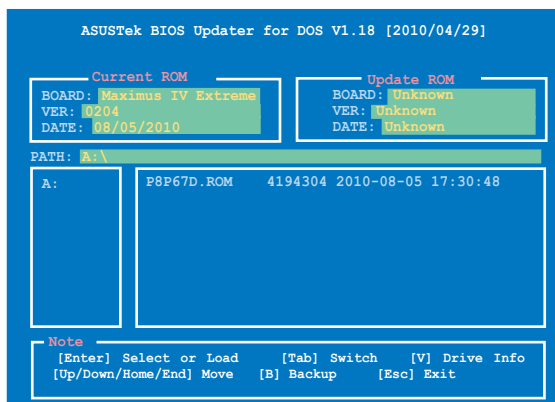 ASUSTek BIOS Updater for DOS V1.18 [2010/04/29]
Current ROM
BOARD: Maximus IV Extreme
VER: 0204
DATE: 08/05/2010
Update ROM
BOARD: Unknown
VER: Unknown
DATE: Unknown
PATH: A:\
A:
P8P67D.ROM 4194304 2010-08-05 17:30:48
Note
[Enter] Select or Load [Tab] Switch [V] Drive Info
[Up/Down/Home/End] Move [B] Backup [Esc] Exit